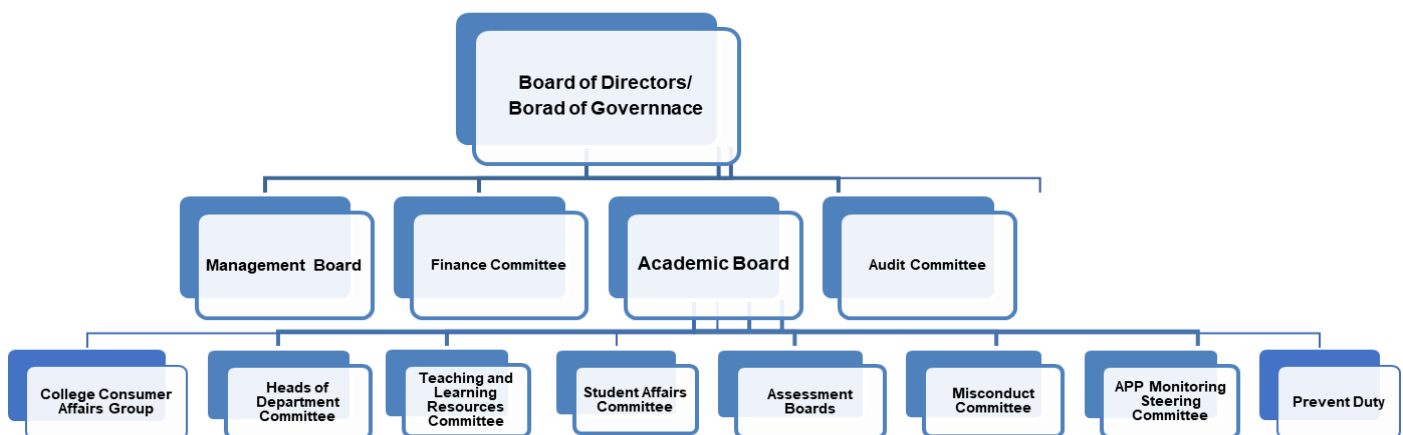 Board of Directors/
Borad of Governnace
Management Board
Finance Committee
Academic Board
Audit Committee
College Consumer
Affairs Group
Heads of
Department
Committee
Teaching and
Learning
Resources
Committee
Student Affairs
Committee
Assessment
Boards
Misconduct
Committee
APP Monitoring
Steering
Committee
Prevent Duty